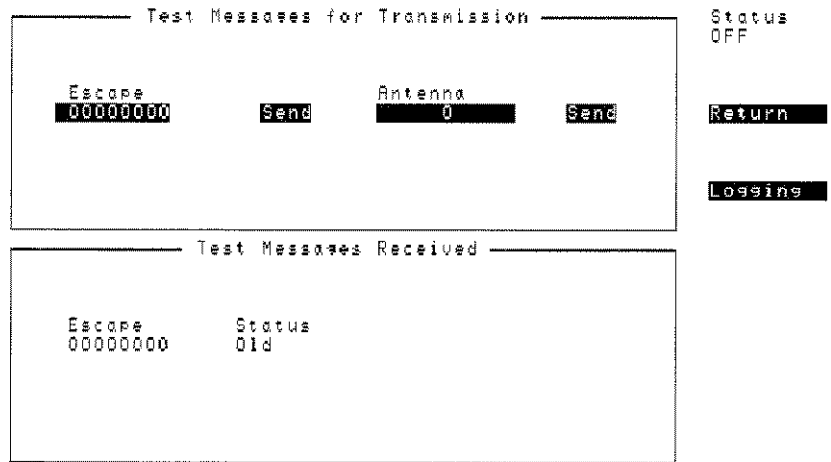 Test Messages for Transmission
Status
OFF
Escape Antenna
00000000 Send 0 Send
Return
Logging
Test Messages Received
Escape Status
00000000 Old